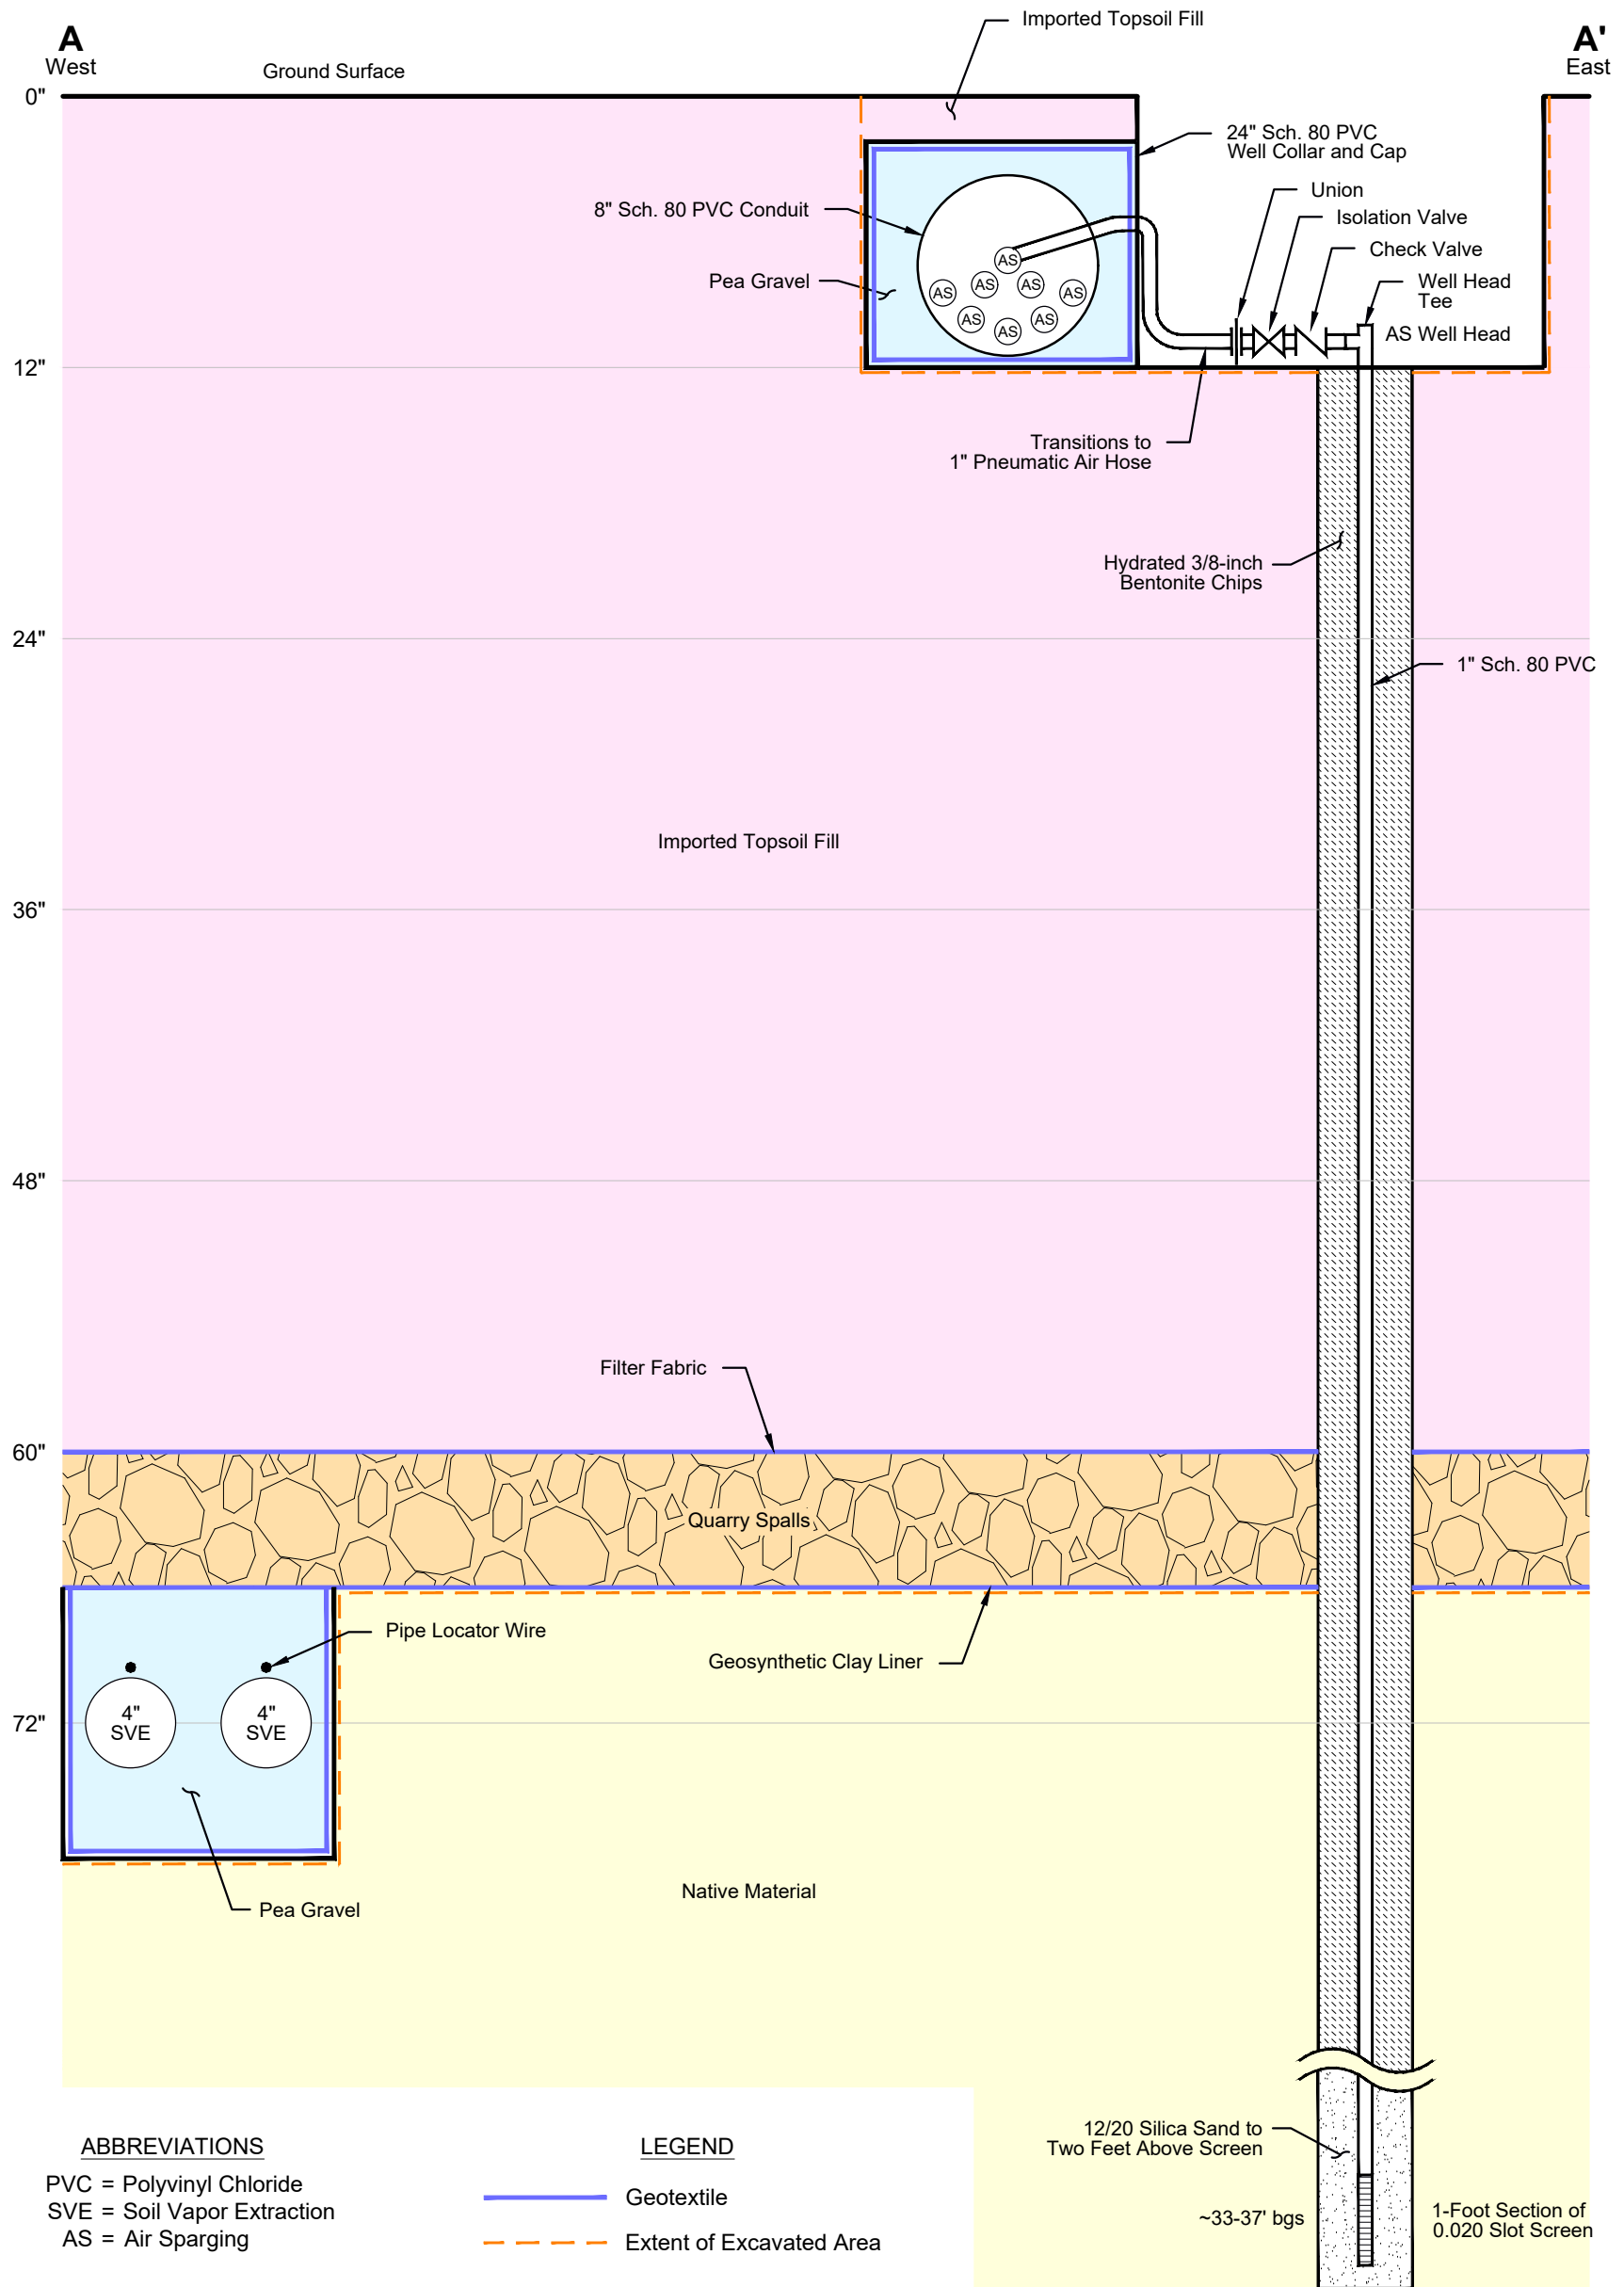 Imported Topsoil Fill
A
West
A'
East
Ground Surface
0"
24" Sch. 80 PVC
Well Collar and Cap
Union
8" Sch. 80 PVC Conduit
Isolation Valve
Check Valve
Pea Gravel
Well Head
Tee
AS
AS
AS
AS
AS
AS
AS
AS
AS Well Head
12"
Transitions to
1" Pneumatic Air Hose
Hydrated 3/8-inch
Bentonite Chips
24"
1" Sch. 80 PVC
Imported Topsoil Fill
36"
48"
Filter Fabric
60"
Quarry Spalls
Pipe Locator Wire
Geosynthetic Clay Liner
4"
SVE
4"
SVE
72"
Native Material
Pea Gravel
12/20 Silica Sand to
Two Feet Above Screen
~33-37' bgs
1-Foot Section of
0.020 Slot Screen
ABBREVIATIONS
PVC = Polyvinyl Chloride
SVE = Soil Vapor Extraction
AS = Air Sparging
LEGEND
Geotextile
Extent of Excavated Area